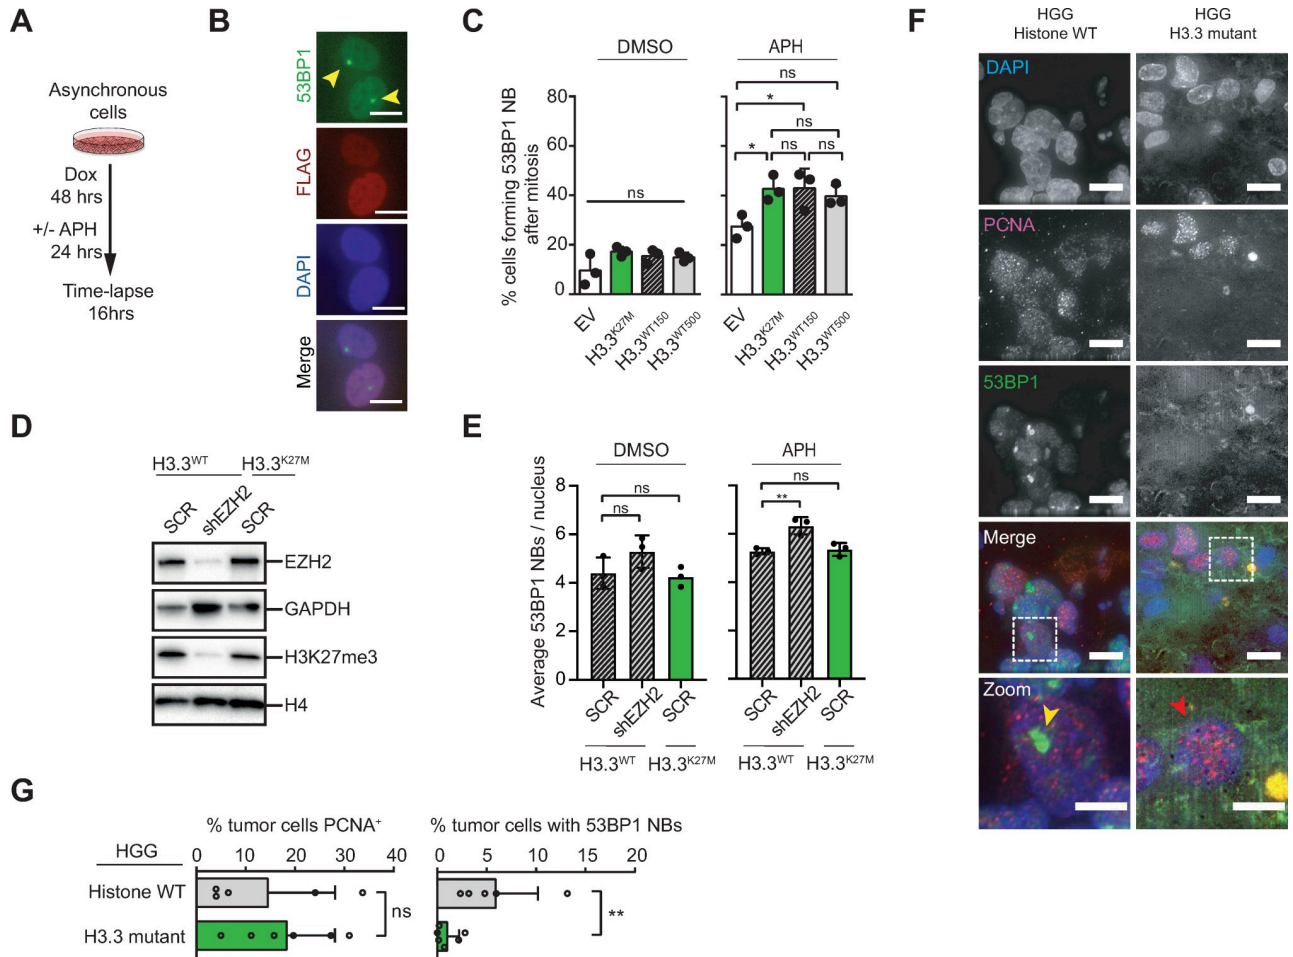 A
Asynchronous
cells
Dox
48 hrs
+/- APH
24 hrs
Time-lapse
16hrs
B
53BP1
FLAG
DAPI
Merge
C
% cells forming 53BP1 NB
after mitosis
DMSO
APH
80
60
40
20
0
ns
ns
*
ns
*
ns
ns
EV
H3.3K27M
H3.3WT150
H3.3WT500
EV
H3.3K27M
H3.3WT150
H3.3WT500
D
H3.3WT
H3.3K27M
SCR
shEZH2
SCR
EZH2
GAPDH
H3K27me3
H4
E
Average 53BP1 NBs / nucleus
DMSO
APH
8
6
4
2
0
ns
ns
8
6
4
2
0
ns
**
SCR
shEZH2
SCR
SCR
shEZH2
SCR
H3.3WT
H3.3K27M
H3.3WT
H3.3K27M
F
HGG
Histone WT
HGG
H3.3 mutant
DAPI
PCNA
53BP1
Merge
Zoom
G
% tumor cells PCNA+
% tumor cells with 53BP1 NBs
HGG
0 10 20 30 40
0 5 10 15 20
Histone WT
H3.3 mutant
ns
**